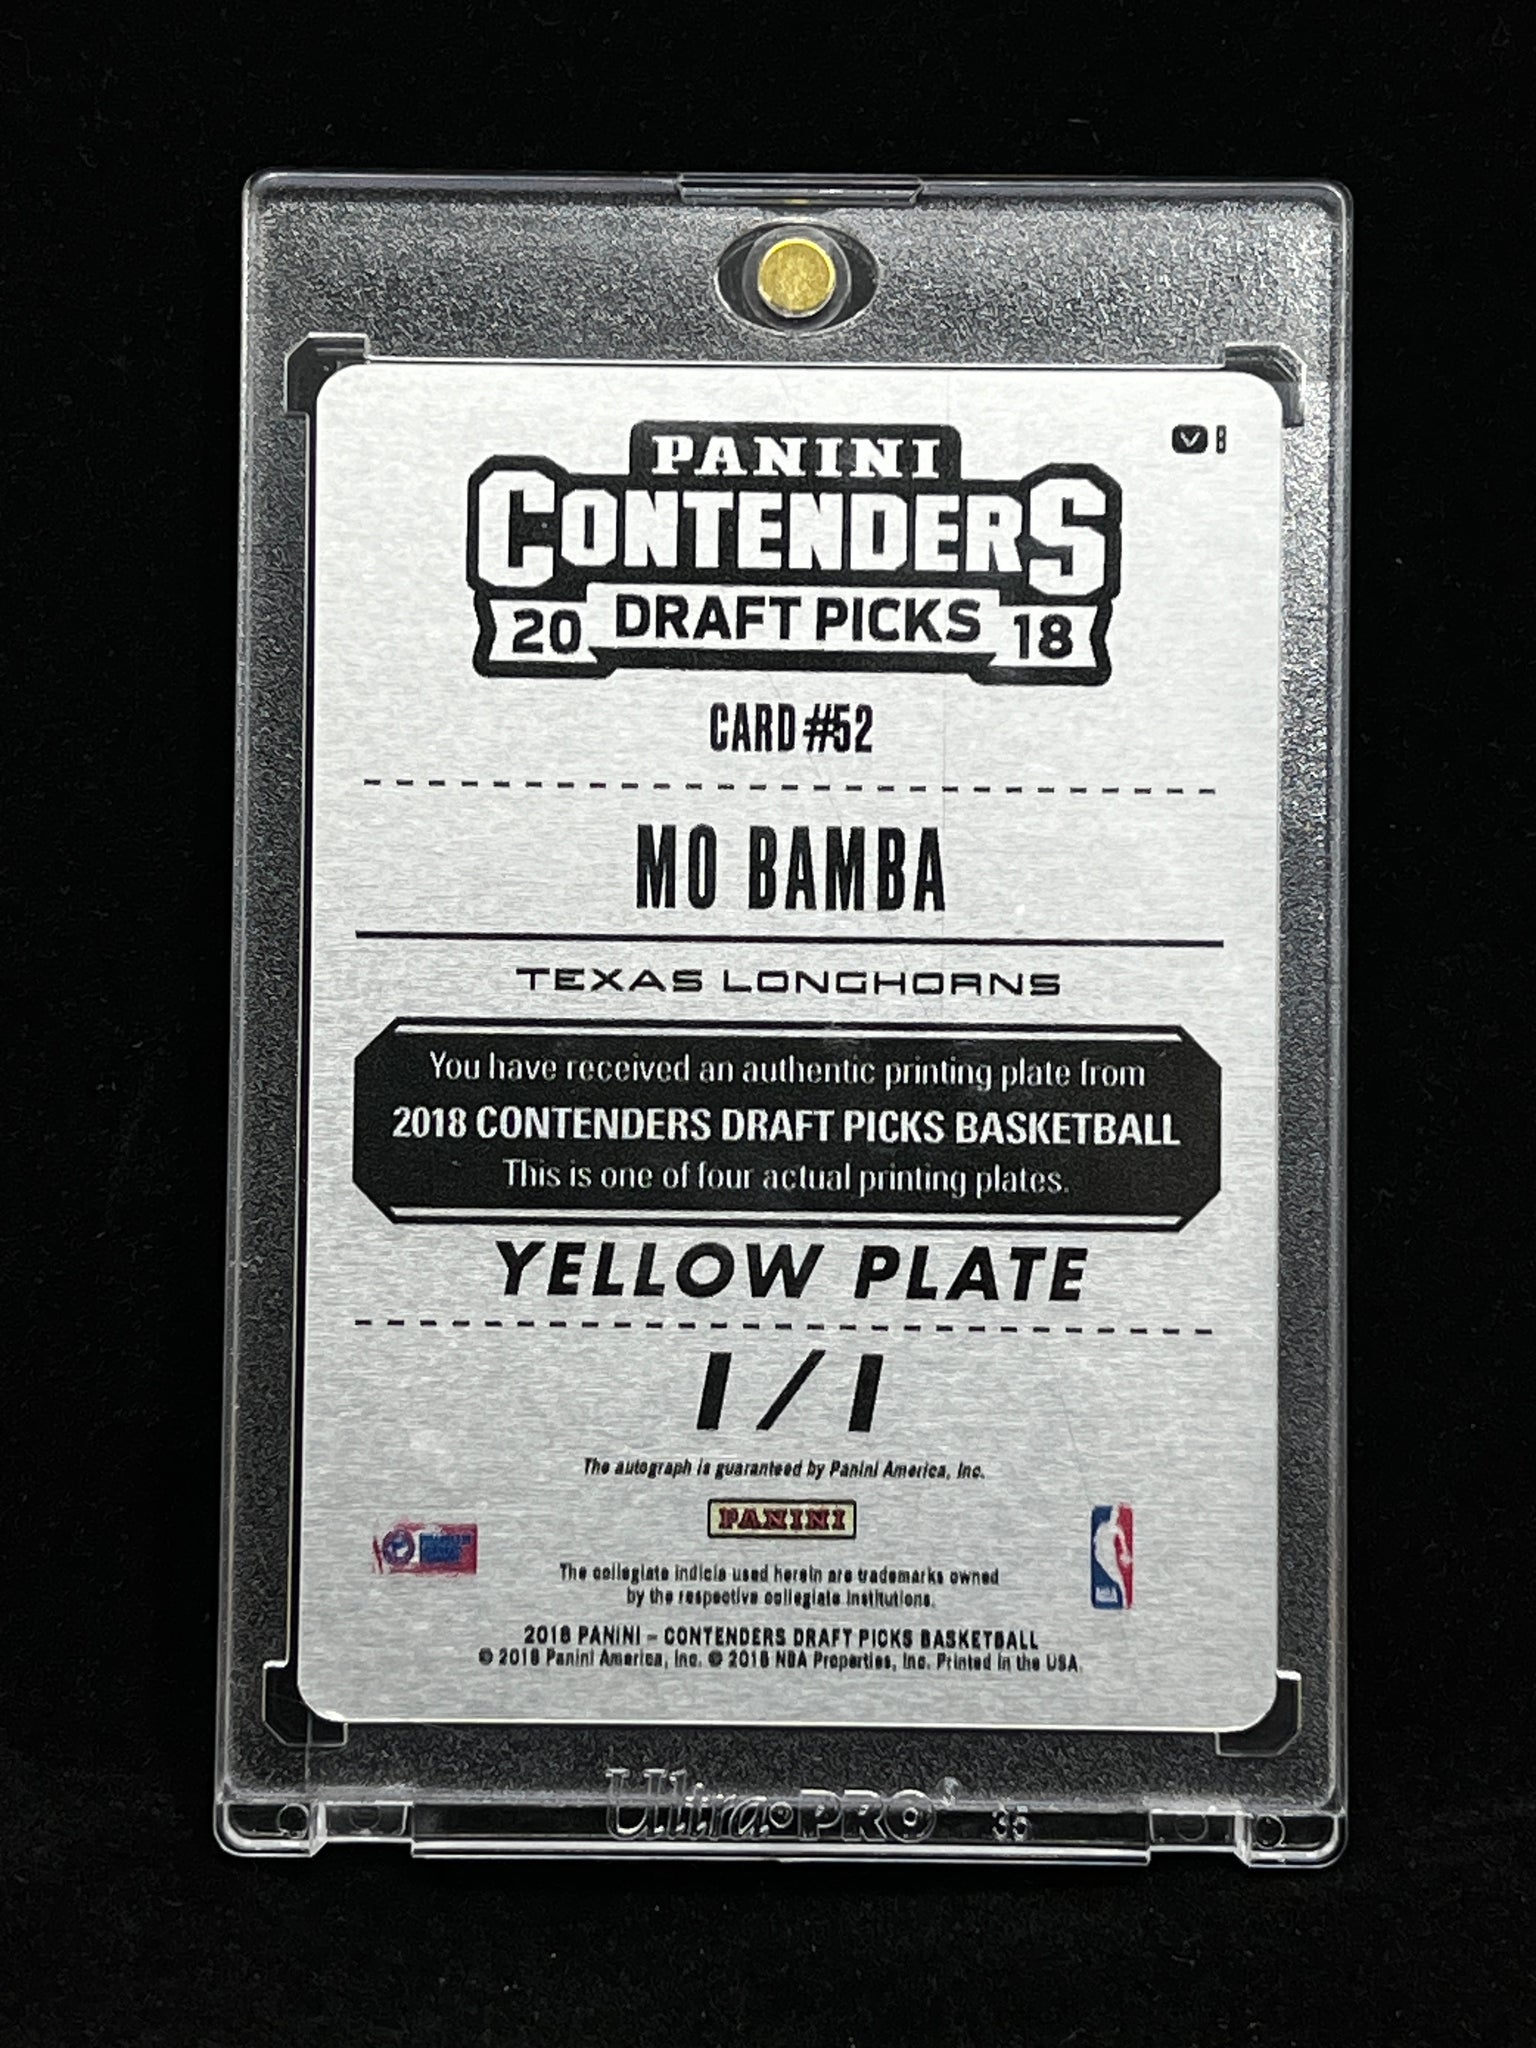 PANINI
CONTENDERS
20 DRAFT PICKS 18
CARD #52
MO BAMBA
TEXAS LONGHORNS
You have received an authentic printing plate from
2018 CONTENDERS DRAFT PICKS BASKETBALL
This is one of four actual printing plates.
YELLOW PLATE
1/1
The autograph is guaranteed by Panini America, Inc.
PANINI
The collegiate indicia used herein are trademarks owned
by the respective collegiate institutions.
2018 PANINI – CONTENDERS DRAFT PICKS BASKETBALL
© 2018 Panini America, Inc. © 2018 NBA Properties, Inc. Printed in the USA.
Ultra•PRO® 35